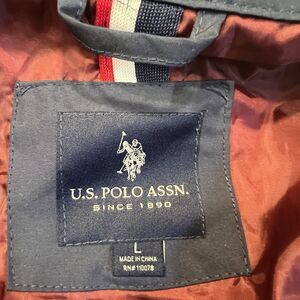 U.S. POLO ASSN.
SINCE 1890
L
MADE IN CHINA
RN# 110078